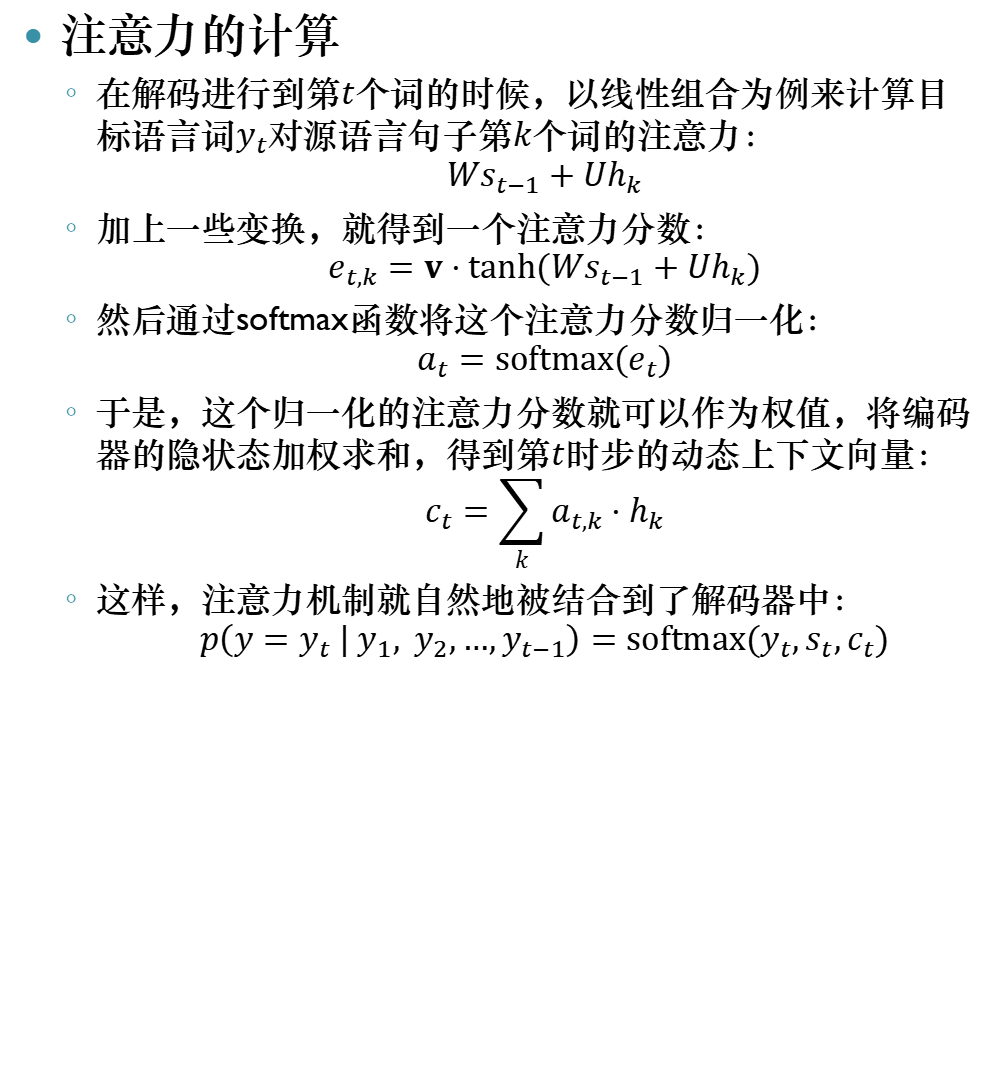 • 注意力的计算
◦ 在解码进行到第t个词的时候，以线性组合为例来计算目
标语言词y_t对源语言句子第k个词的注意力：
Ws_{t−1} + Uh_k
◦ 加上一些变换，就得到一个注意力分数：
e_{t,k} = v · tanh(Ws_{t−1} + Uh_k)
◦ 然后通过softmax函数将这个注意力分数归一化：
a_t = softmax(e_t)
◦ 于是，这个归一化的注意力分数就可以作为权值，将编码
器的隐状态加权求和，得到第t时步的动态上下文向量：
c_t = ∑_k a_{t,k} · h_k
◦ 这样，注意力机制就自然地被结合到了解码器中：
p(y = y_t | y_1, y_2, …, y_{t−1}) = softmax(y_t, s_t, c_t)